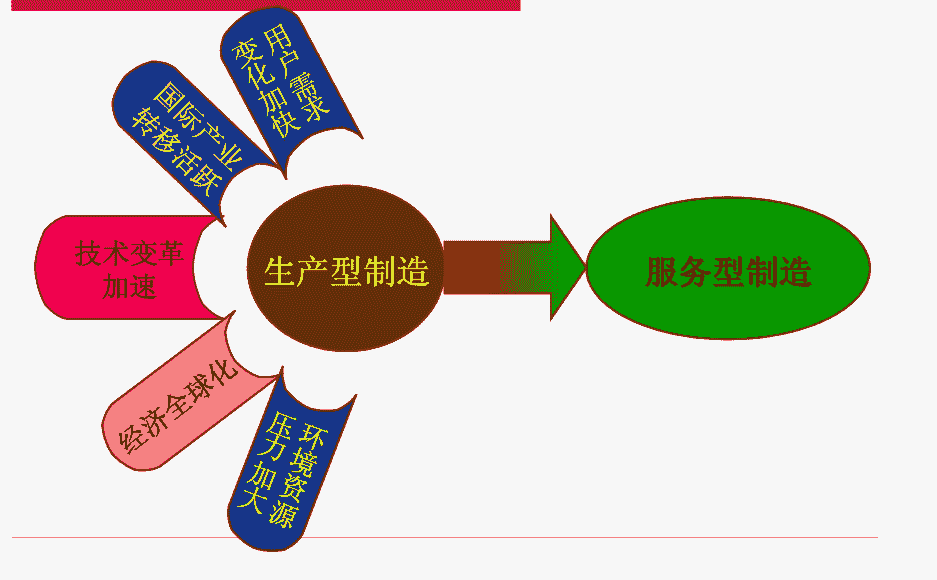 用户需求
变化加快
国际产业
转移活跃
技术变革
加速
经济全球化
环境资源
压力加大
生产型制造
服务型制造